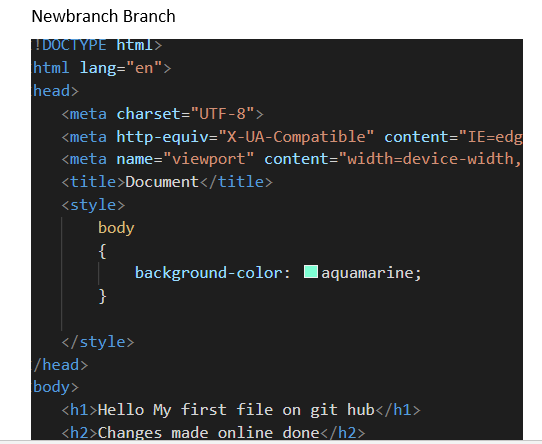 Newbranch Branch
!DOCTYPE html>
html lang="en">
head>
<meta charset="UTF-8">
<meta http-equiv="X-UA-Compatible" content="IE=edg
<meta name="viewport" content="width=device-width,
<title>Document</title>
<style>
body
{
background-color: aquamarine;
}
</style>
/head>
body>
<h1>Hello My first file on git hub</h1>
<h2>Changes made online done</h2>